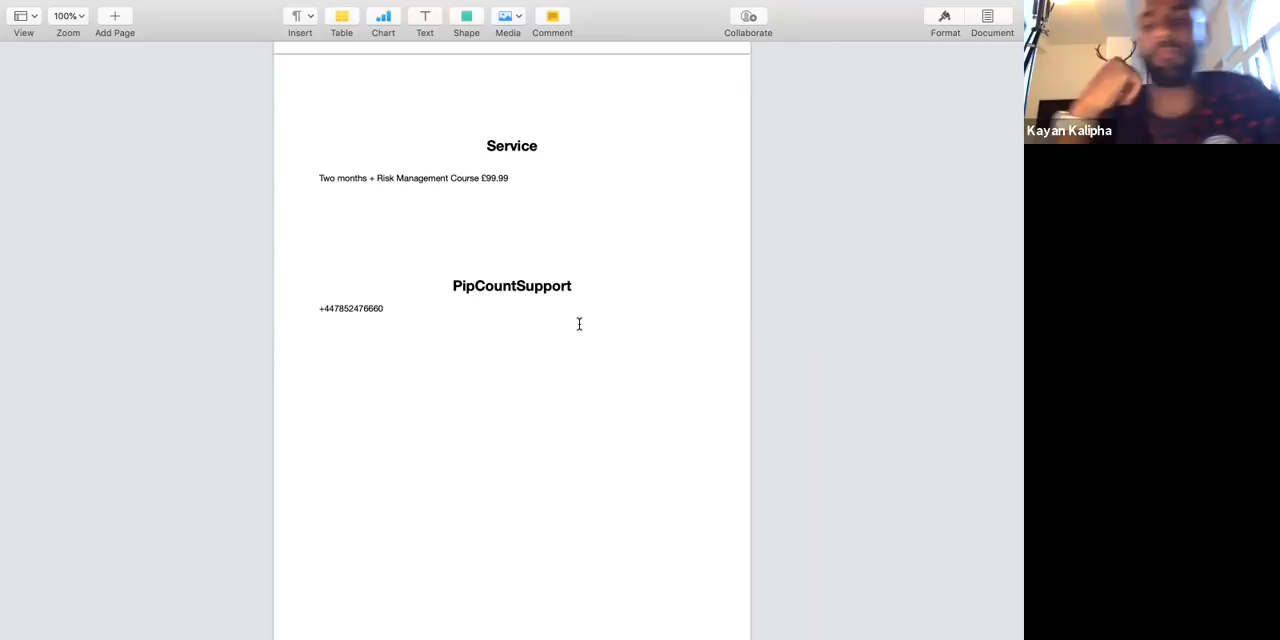 View
100%
Zoom
Add Page
Insert
Table
Chart
Text
Shape
Media
Comment
Collaborate
Format
Document
Kayan Kalipha
Service
Two months + Risk Management Course £99.99
PipCountSupport
+447852476660